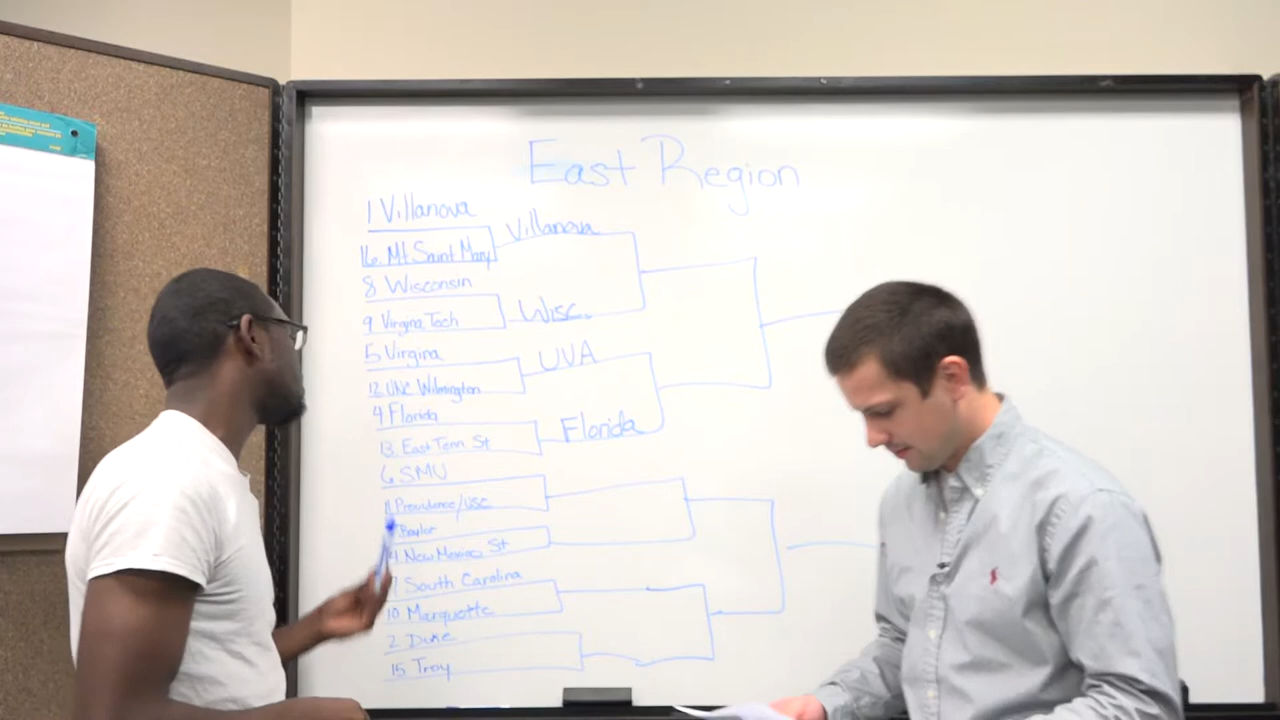 East Region
1 Villanova
Villanova
16. Mt Saint Mary
8 Wisconsin
Wisc.
9 Virgina Tech
5 Virgina
UVA
12 UNC Wilmington
4 Florida
Florida
13. East Tenn St
6 SMU
11 Providence/USC
Baylor
14 New Mexico St
7 South Carolina
10 Marquette
2 Duke
15 Troy